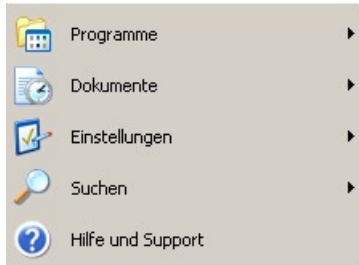 Programme
Dokumente
Einstellungen
Suchen
Hilfe und Support